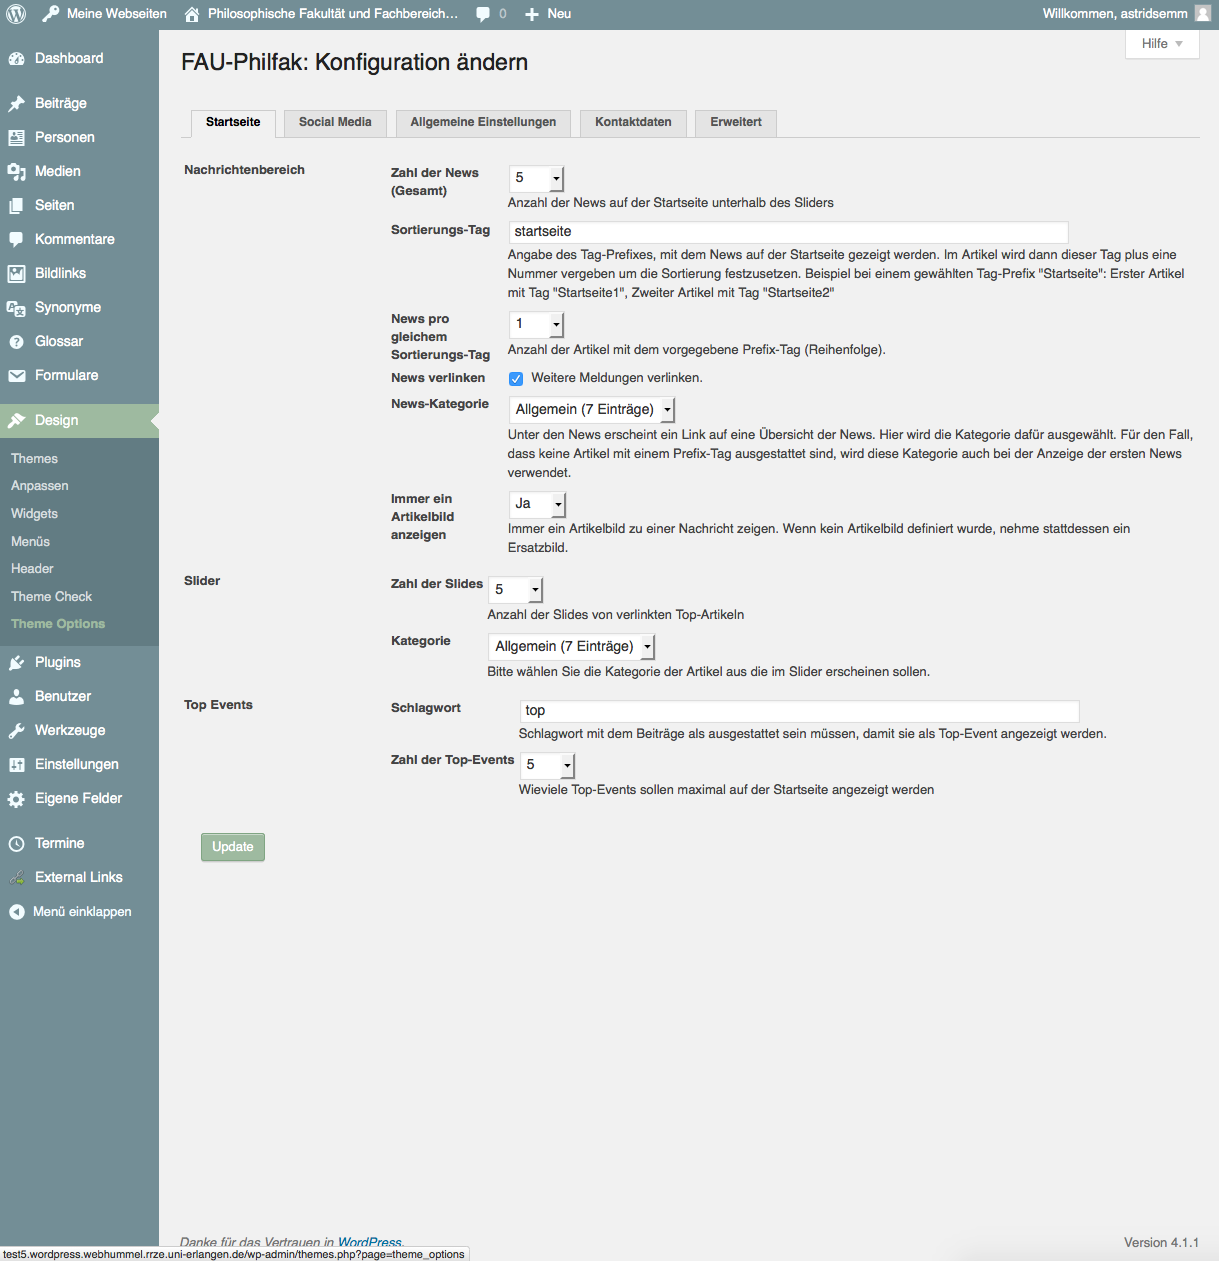 Meine Webseiten
Philosophische Fakultät und Fachbereich...
0
Neu
Willkommen, astridsemm
Hilfe
Dashboard
Beiträge
Personen
Medien
Seiten
Kommentare
Bildlinks
Synonyme
Glossar
Formulare
Design
Themes
Anpassen
Widgets
Menüs
Header
Theme Check
Theme Options
Plugins
Benutzer
Werkzeuge
Einstellungen
Eigene Felder
Termine
External Links
Menü einklappen
FAU-Philfak: Konfiguration ändern
Startseite
Social Media
Allgemeine Einstellungen
Kontaktdaten
Erweitert
Nachrichtenbereich
Zahl der News
(Gesamt)
5
Anzahl der News auf der Startseite unterhalb des Sliders
Sortierungs-Tag
startseite
Angabe des Tag-Prefixes, mit dem News auf der Startseite gezeigt werden. Im Artikel wird dann dieser Tag plus eine
Nummer vergeben um die Sortierung festzusetzen. Beispiel bei einem gewählten Tag-Prefix "Startseite": Erster Artikel
mit Tag "Startseite1", Zweiter Artikel mit Tag "Startseite2"
News pro
gleichem
Sortierungs-Tag
1
Anzahl der Artikel mit dem vorgegebene Prefix-Tag (Reihenfolge).
News verlinken
Weitere Meldungen verlinken.
News-Kategorie
Allgemein (7 Einträge)
Unter den News erscheint ein Link auf eine Übersicht der News. Hier wird die Kategorie dafür ausgewählt. Für den Fall,
dass keine Artikel mit einem Prefix-Tag ausgestattet sind, wird diese Kategorie auch bei der Anzeige der ersten News
verwendet.
Immer ein
Artikelbild
anzeigen
Ja
Immer ein Artikelbild zu einer Nachricht zeigen. Wenn kein Artikelbild definiert wurde, nehme stattdessen ein
Ersatzbild.
Slider
Zahl der Slides
5
Anzahl der Slides von verlinkten Top-Artikeln
Kategorie
Allgemein (7 Einträge)
Bitte wählen Sie die Kategorie der Artikel aus die im Slider erscheinen sollen.
Top Events
Schlagwort
top
Schlagwort mit dem Beiträge als ausgestattet sein müssen, damit sie als Top-Event angezeigt werden.
Zahl der Top-Events
5
Wieviele Top-Events sollen maximal auf der Startseite angezeigt werden
Update
Danke für das Vertrauen in WordPress.
Version 4.1.1
test5.wordpress.webhummel.rrze.uni-erlangen.de/wp-admin/themes.php?page=theme_options